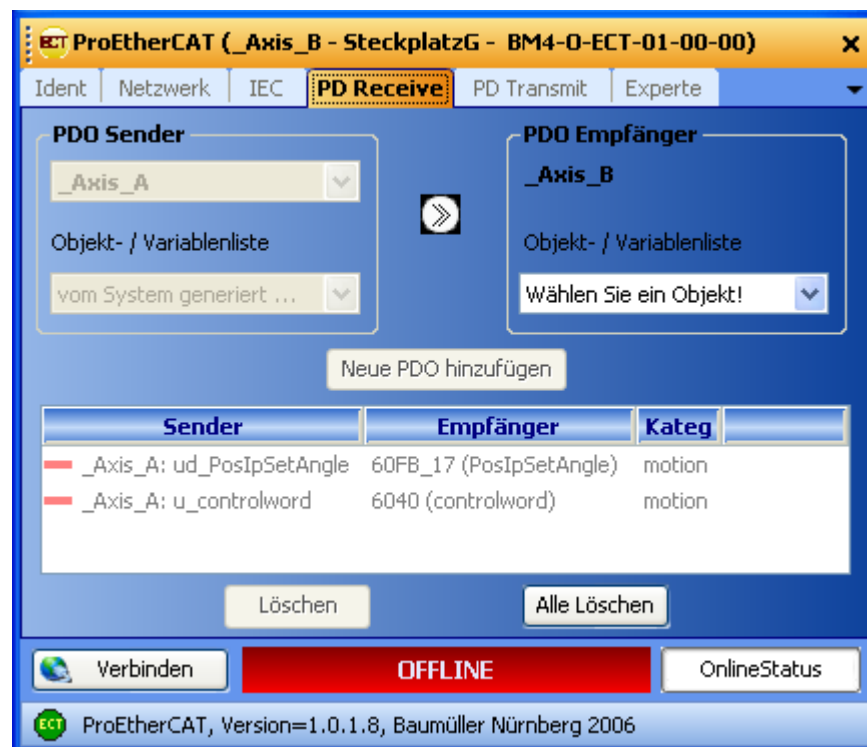 ECT ProEtherCAT (_Axis_B - SteckplatzG - BM4-O-ECT-01-00-00)
Ident Netzwerk IEC PD Receive PD Transmit Experte
PDO Sender PDO Empfänger
_Axis_A _Axis_B
Objekt- / Variablenliste Objekt- / Variablenliste
vom System generiert ... Wählen Sie ein Objekt!
Neue PDO hinzufügen
Sender Empfänger Kateg
_Axis_A: ud_PosIpSetAngle 60FB_17 (PosIpSetAngle) motion
_Axis_A: u_controlword 6040 (controlword) motion
Löschen Alle Löschen
Verbinden OFFLINE OnlineStatus
ECT ProEtherCAT, Version=1.0.1.8, Baumüller Nürnberg 2006